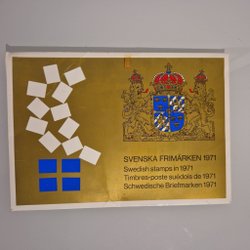 SVENSKA FRIMÄRKEN 1971
Swedish stamps in 1971
Timbres-poste suédois de 1971
Schwedische Briefmarken 1971